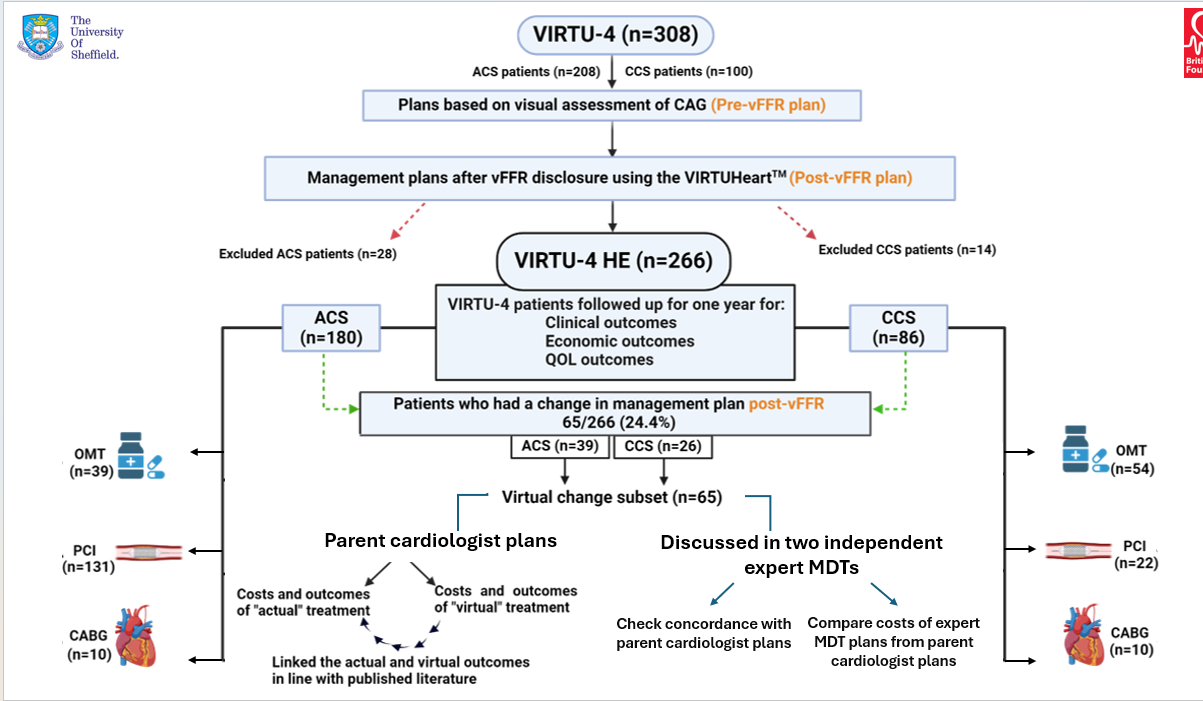 The
University
Of
Sheffield.
Briti
Fou
VIRTU-4 (n=308)
ACS patients (n=208)
CCS patients (n=100)
Plans based on visual assessment of CAG (Pre-vFFR plan)
Management plans after vFFR disclosure using the VIRTUHeart™ (Post-vFFR plan)
Excluded ACS patients (n=28)
Excluded CCS patients (n=14)
VIRTU-4 HE (n=266)
VIRTU-4 patients followed up for one year for:
Clinical outcomes
Economic outcomes
QOL outcomes
ACS
(n=180)
CCS
(n=86)
Patients who had a change in management plan post-vFFR
65/266 (24.4%)
ACS (n=39)
CCS (n=26)
Virtual change subset (n=65)
OMT
(n=39)
PCI
(n=131)
CABG
(n=10)
OMT
(n=54)
PCI
(n=22)
CABG
(n=10)
Parent cardiologist plans
Costs and outcomes
of "actual" treatment
Costs and outcomes
of "virtual" treatment
Linked the actual and virtual outcomes
in line with published literature
Discussed in two independent
expert MDTs
Check concordance with
parent cardiologist plans
Compare costs of expert
MDT plans from parent
cardiologist plans